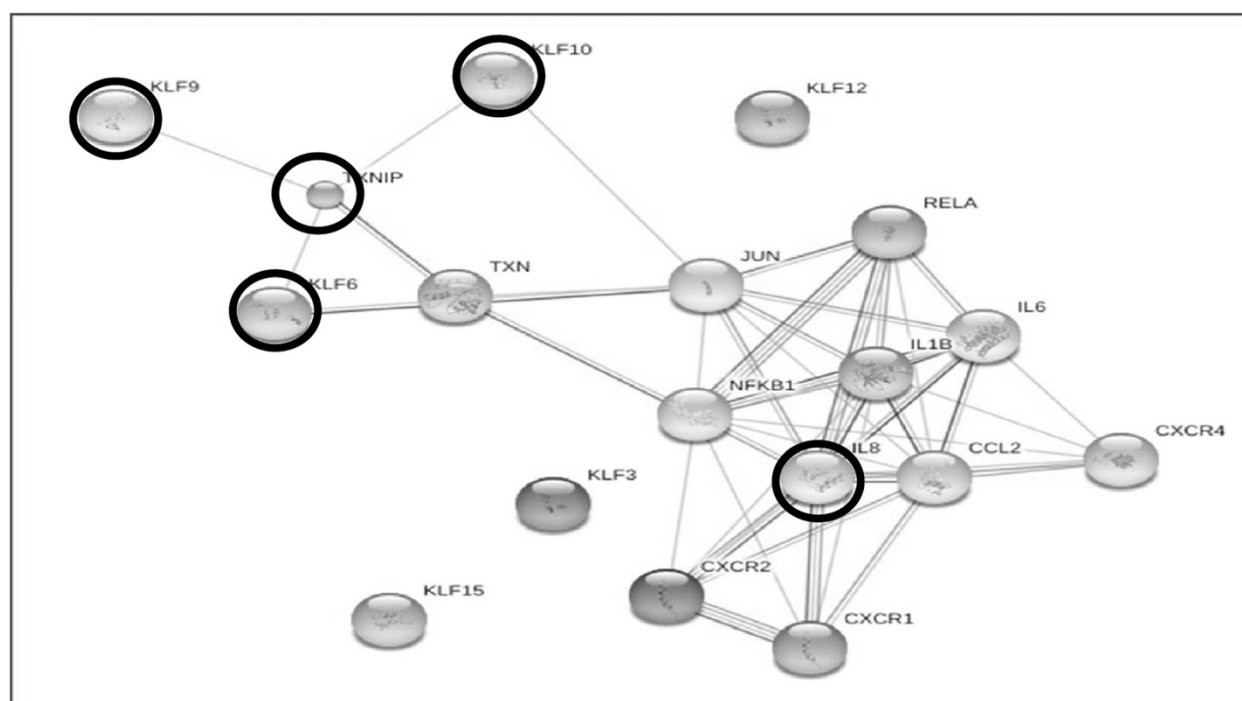 KLF10
KLF9
KLF12
TXNIP
RELA
JUN
TXN
KLF6
IL6
IL1B
NFKB1
CXCR4
IL8
CCL2
KLF3
CXCR2
KLF15
CXCR1